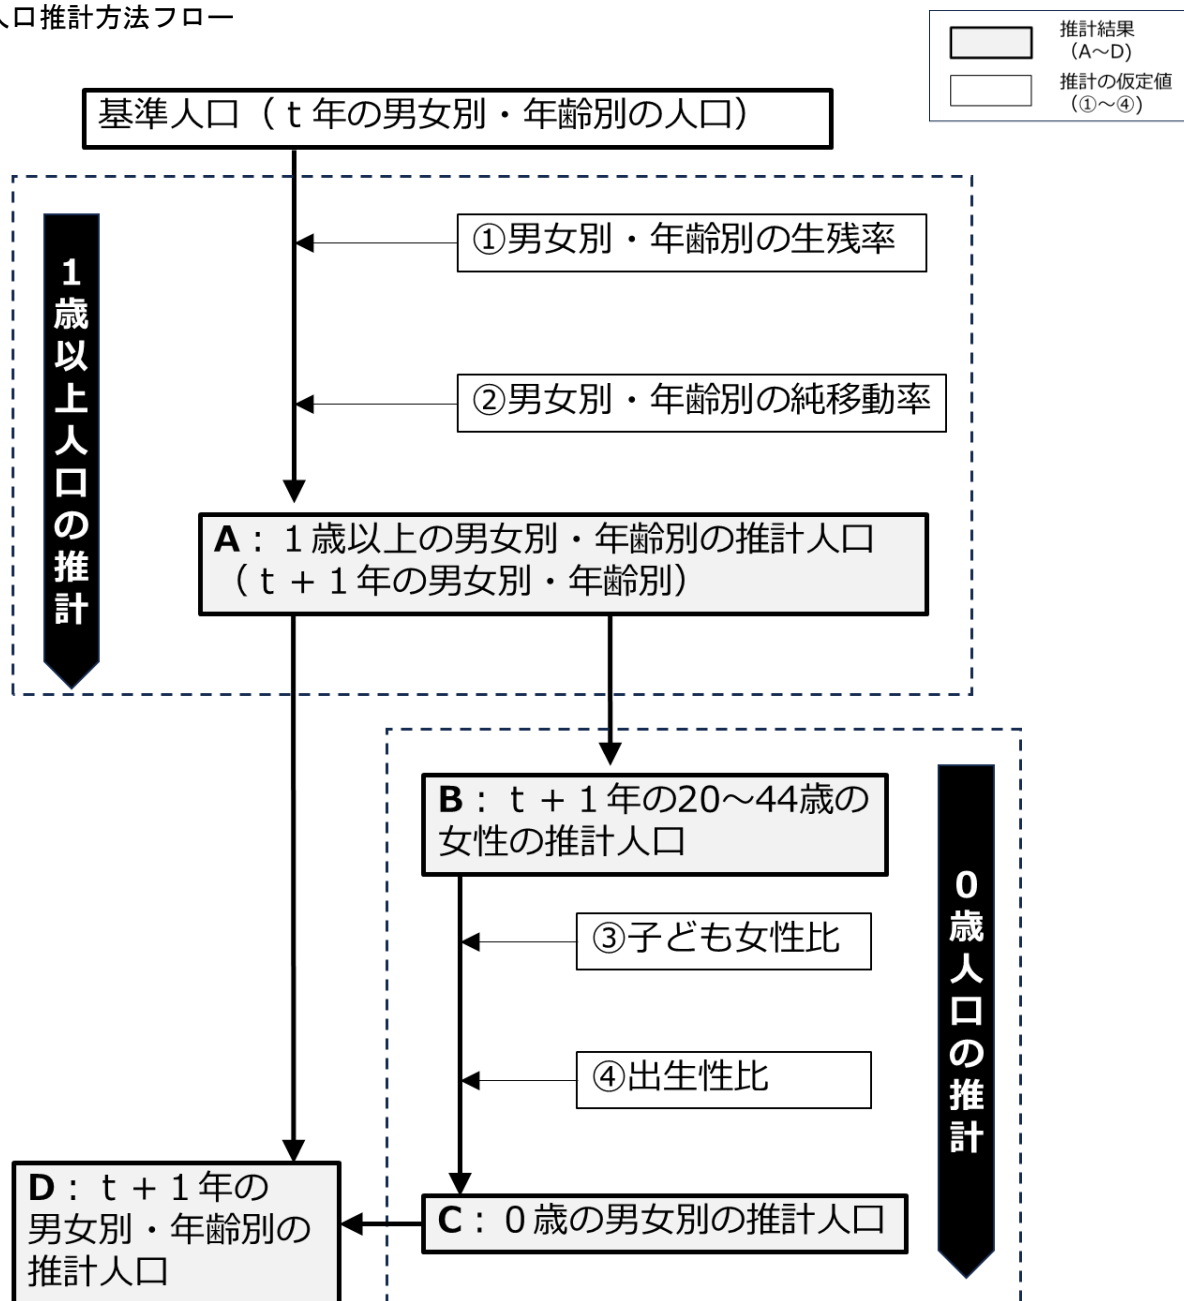 人口推計方法フロー
推計結果
（A～D）
推計の仮定値
（①～④）
基準人口（ｔ年の男女別・年齢別の人口）
1歳以上人口の推計
①男女別・年齢別の生残率
②男女別・年齢別の純移動率
A：１歳以上の男女別・年齢別の推計人口
（ｔ＋１年の男女別・年齢別）
B：ｔ＋１年の20～44歳の
女性の推計人口
0歳人口の推計
③子ども女性比
④出生性比
C：０歳の男女別の推計人口
D：ｔ＋１年の
男女別・年齢別の
推計人口